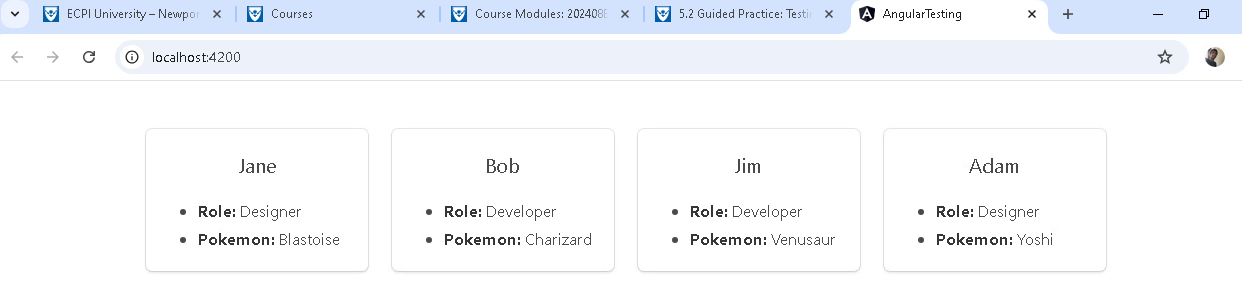 ECPI University – Newpor
Courses
Course Modules: 202408
5.2 Guided Practice: Testi
AngularTesting
localhost:4200
Jane
Role: Designer
Pokemon: Blastoise
Bob
Role: Developer
Pokemon: Charizard
Jim
Role: Developer
Pokemon: Venusaur
Adam
Role: Designer
Pokemon: Yoshi